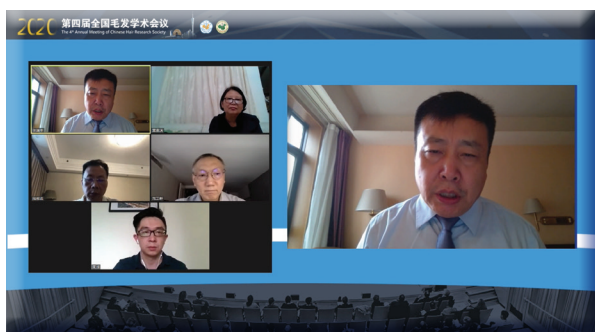 2020 第四届全国毛发学术会议
The 4th Annual Meeting of Chinese Hair Research Society